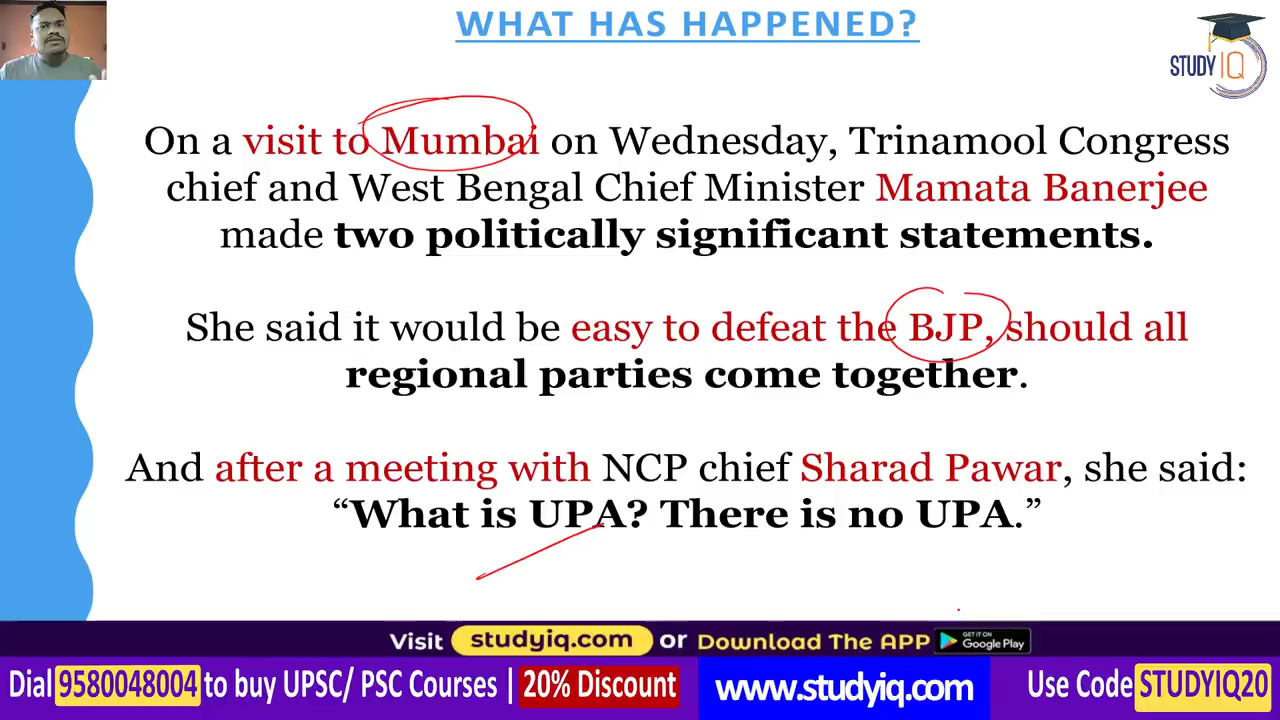 WHAT HAS HAPPENED?
STUDY IQ
On a visit to Mumbai on Wednesday, Trinamool Congress
chief and West Bengal Chief Minister Mamata Banerjee
made two politically significant statements.
She said it would be easy to defeat the BJP, should all
regional parties come together.
And after a meeting with NCP chief Sharad Pawar, she said:
“What is UPA? There is no UPA.”
Visit studyiq.com or Download The APP GET IT ON Google Play
Dial 9580048004 to buy UPSC/ PSC Courses | 20% Discount www.studyiq.com Use Code STUDYIQ20